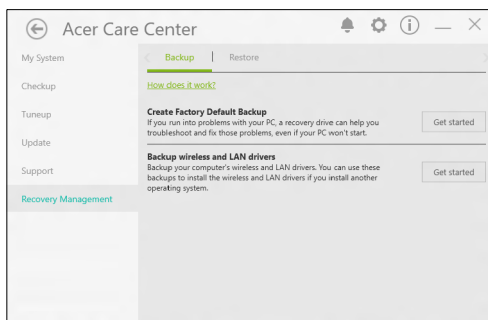 Acer Care Center
My System
Checkup
Tuneup
Update
Support
Recovery Management
Backup
Restore
How does it work?
Create Factory Default Backup
If you run into problems with your PC, a recovery drive can help you
troubleshoot and fix those problems, even if your PC won't start.
Get started
Backup wireless and LAN drivers
Backup your computer's wireless and LAN drivers. You can use these
backups to install the wireless and LAN drivers if you install another
operating system.
Get started